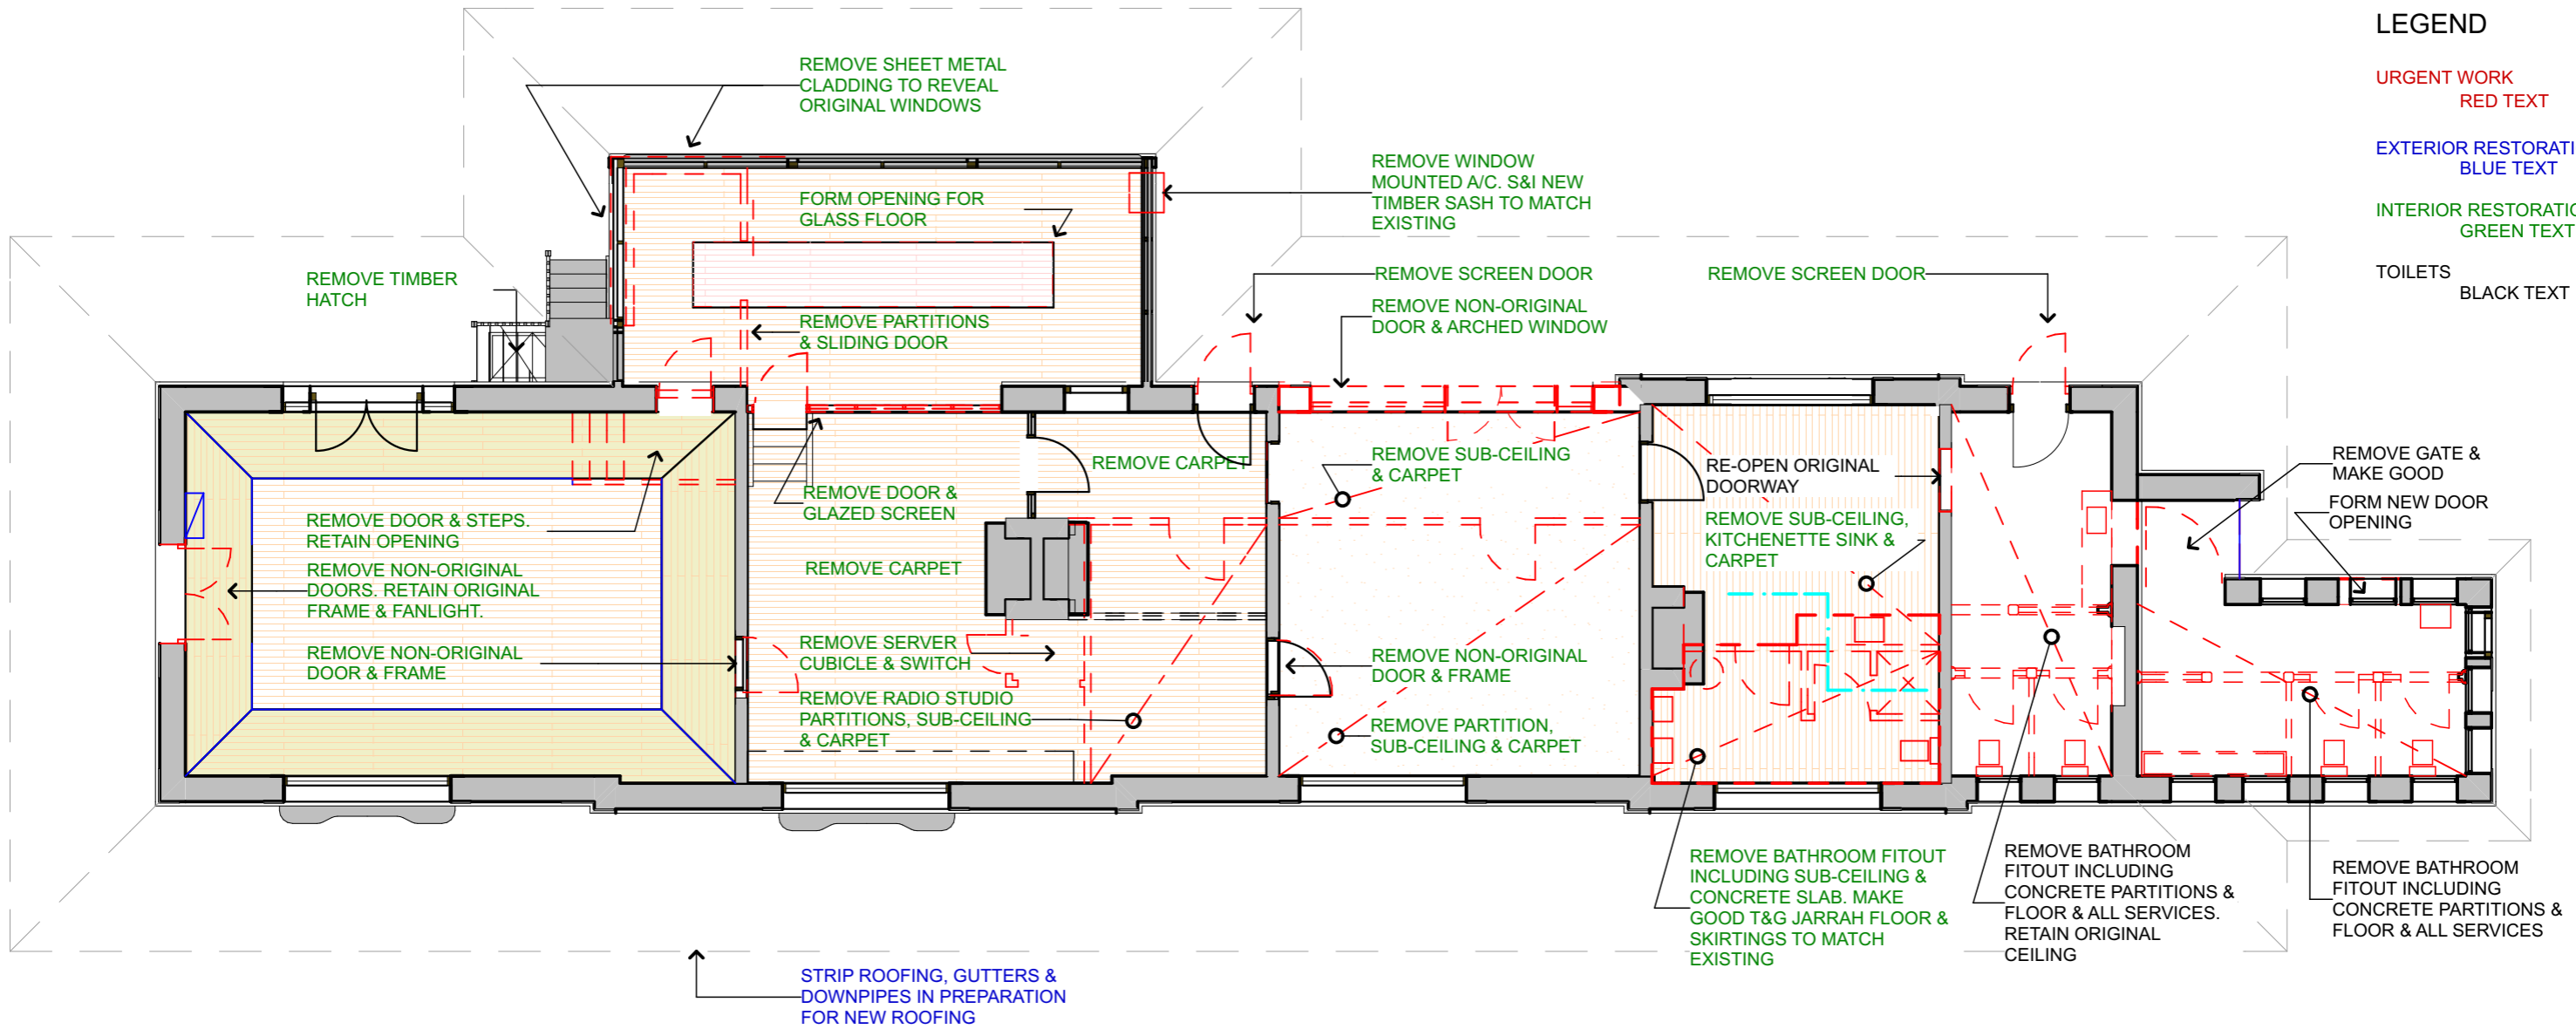 LEGEND
URGENT WORK
RED TEXT
EXTERIOR RESTORATI
BLUE TEXT
INTERIOR RESTORATIO
GREEN TEXT
TOILETS
BLACK TEXT
REMOVE SHEET METAL
CLADDING TO REVEAL
ORIGINAL WINDOWS
REMOVE WINDOW
MOUNTED A/C. S&I NEW
TIMBER SASH TO MATCH
EXISTING
FORM OPENING FOR
GLASS FLOOR
REMOVE TIMBER
HATCH
REMOVE SCREEN DOOR
REMOVE SCREEN DOOR
REMOVE NON-ORIGINAL
DOOR & ARCHED WINDOW
REMOVE PARTITIONS
& SLIDING DOOR
REMOVE CARPET
REMOVE SUB-CEILING
& CARPET
RE-OPEN ORIGINAL
DOORWAY
REMOVE GATE &
MAKE GOOD
FORM NEW DOOR
OPENING
REMOVE DOOR &
GLAZED SCREEN
REMOVE DOOR & STEPS.
RETAIN OPENING
REMOVE SUB-CEILING,
KITCHENETTE SINK &
CARPET
REMOVE NON-ORIGINAL
DOORS. RETAIN ORIGINAL
FRAME & FANLIGHT.
REMOVE CARPET
REMOVE NON-ORIGINAL
DOOR & FRAME
REMOVE SERVER
CUBICLE & SWITCH
REMOVE NON-ORIGINAL
DOOR & FRAME
REMOVE RADIO STUDIO
PARTITIONS, SUB-CEILING
& CARPET
REMOVE PARTITION,
SUB-CEILING & CARPET
REMOVE BATHROOM FITOUT
INCLUDING SUB-CEILING &
CONCRETE SLAB. MAKE
GOOD T&G JARRAH FLOOR &
SKIRTINGS TO MATCH
EXISTING
REMOVE BATHROOM
FITOUT INCLUDING
CONCRETE PARTITIONS &
FLOOR & ALL SERVICES.
RETAIN ORIGINAL
CEILING
REMOVE BATHROOM
FITOUT INCLUDING
CONCRETE PARTITIONS &
FLOOR & ALL SERVICES
STRIP ROOFING, GUTTERS &
DOWNPIPES IN PREPARATION
FOR NEW ROOFING